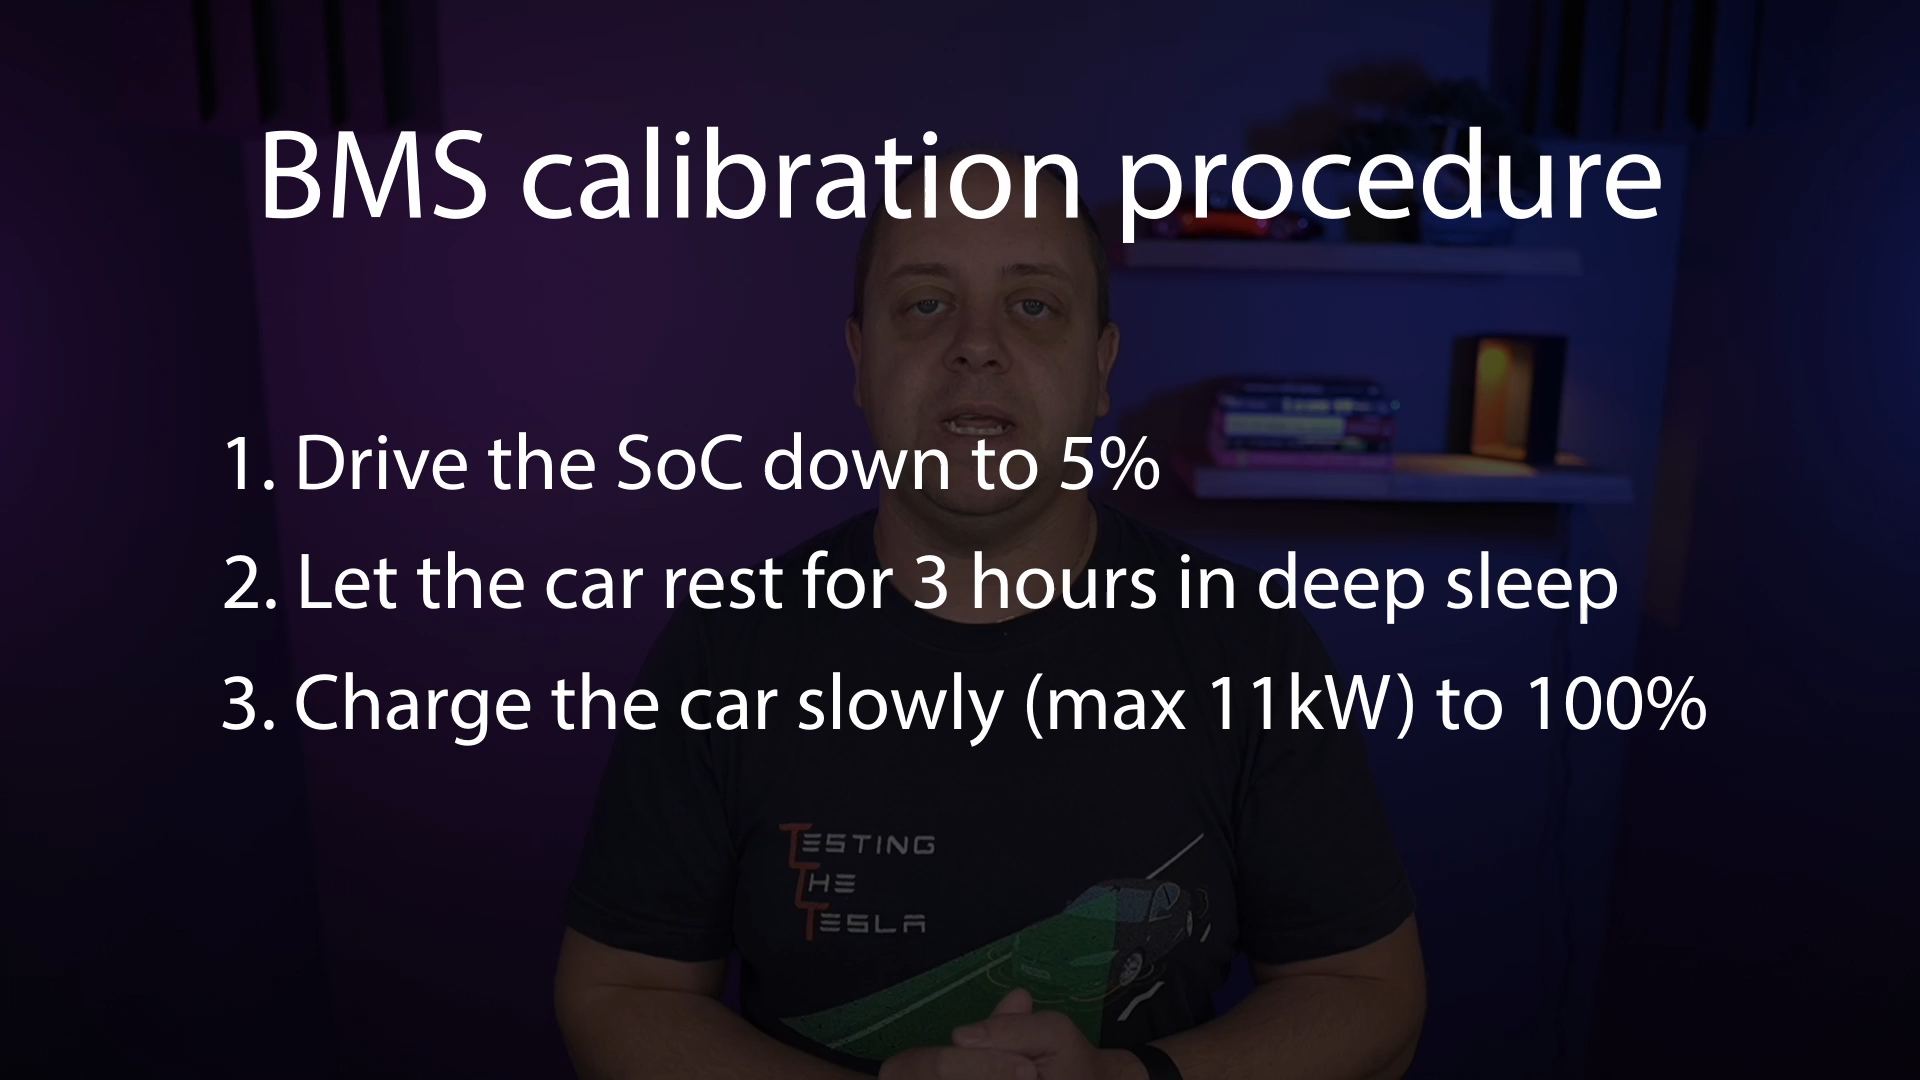 BMS calibration procedure
1. Drive the SoC down to 5%
2. Let the car rest for 3 hours in deep sleep
3. Charge the car slowly (max 11kW) to 100%
TESTING
THE
TESLA